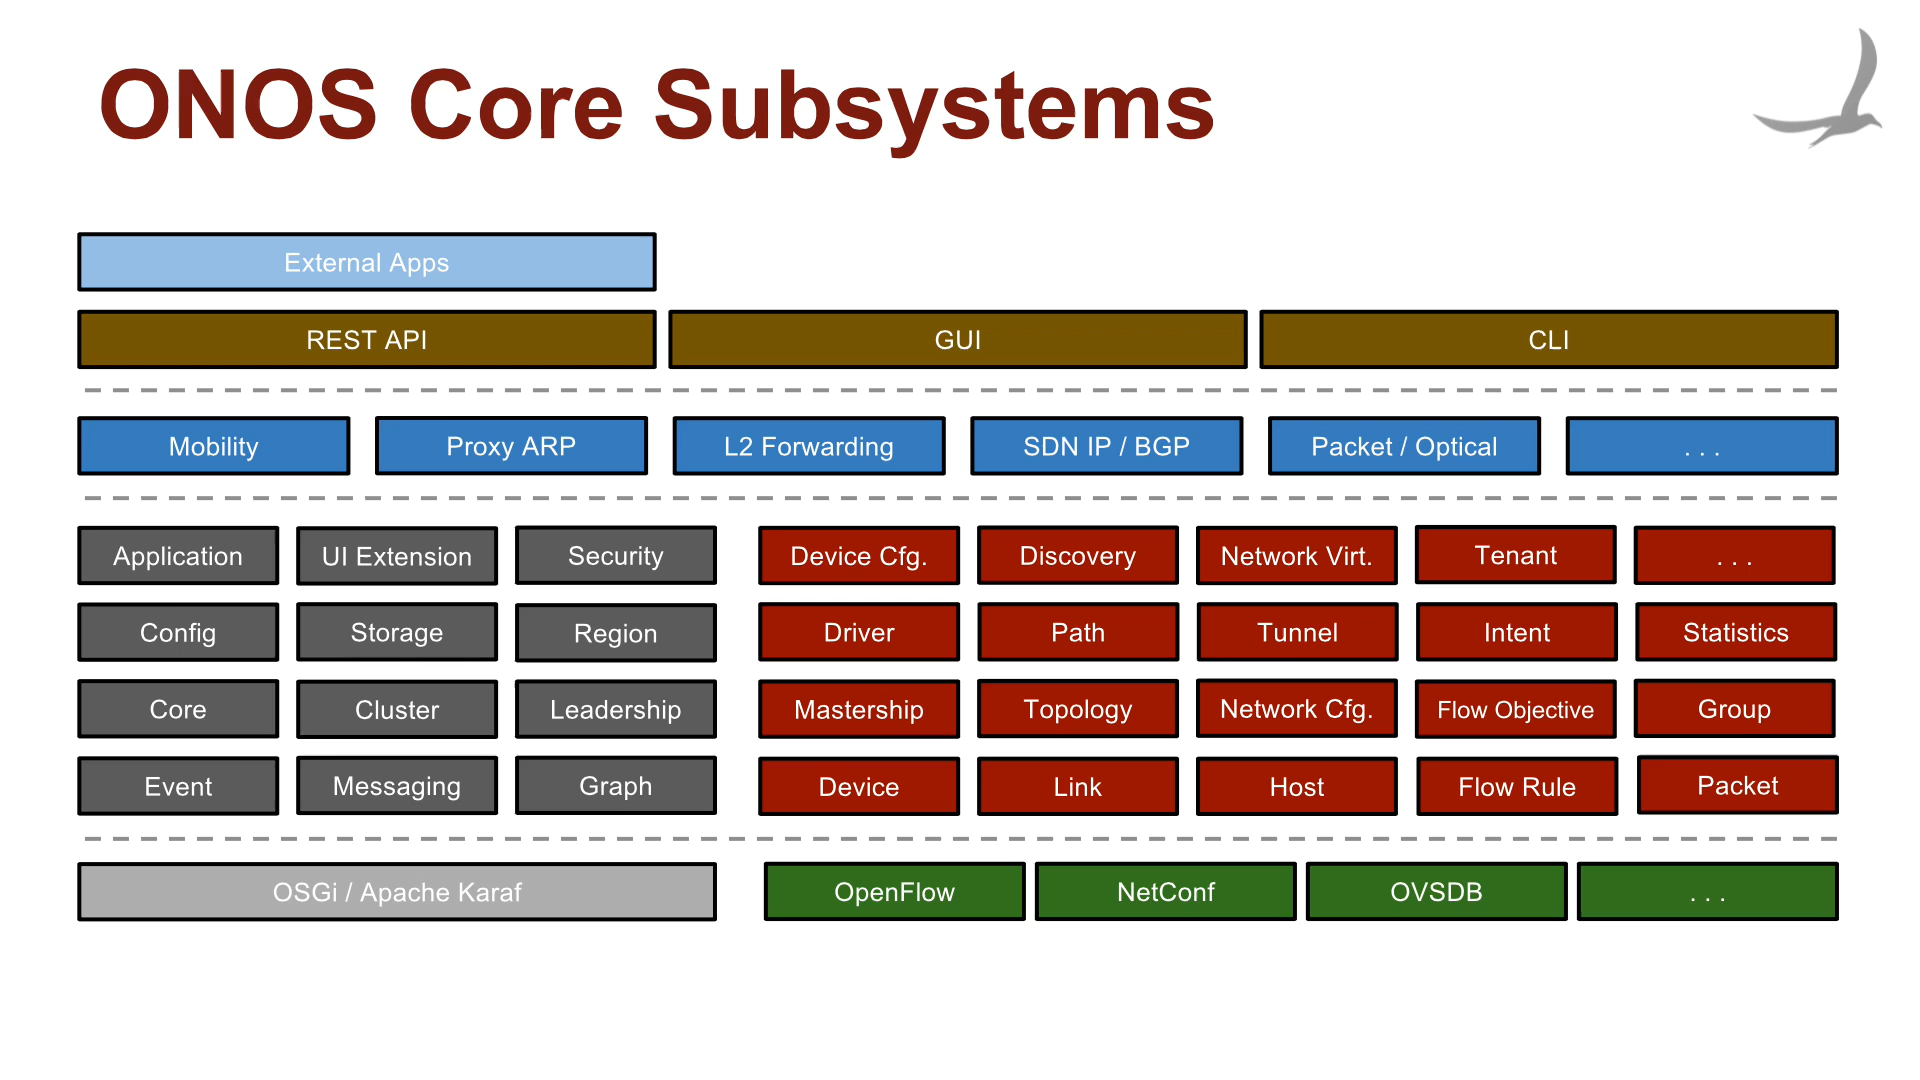 ONOS Core Subsystems
External Apps
REST API
GUI
CLI
Mobility
Proxy ARP
L2 Forwarding
SDN IP / BGP
Packet / Optical
. . .
Application
UI Extension
Security
Device Cfg.
Discovery
Network Virt.
Tenant
. . .
Config
Storage
Region
Driver
Path
Tunnel
Intent
Statistics
Core
Cluster
Leadership
Mastership
Topology
Network Cfg.
Flow Objective
Group
Event
Messaging
Graph
Device
Link
Host
Flow Rule
Packet
OSGi / Apache Karaf
OpenFlow
NetConf
OVSDB
. . .